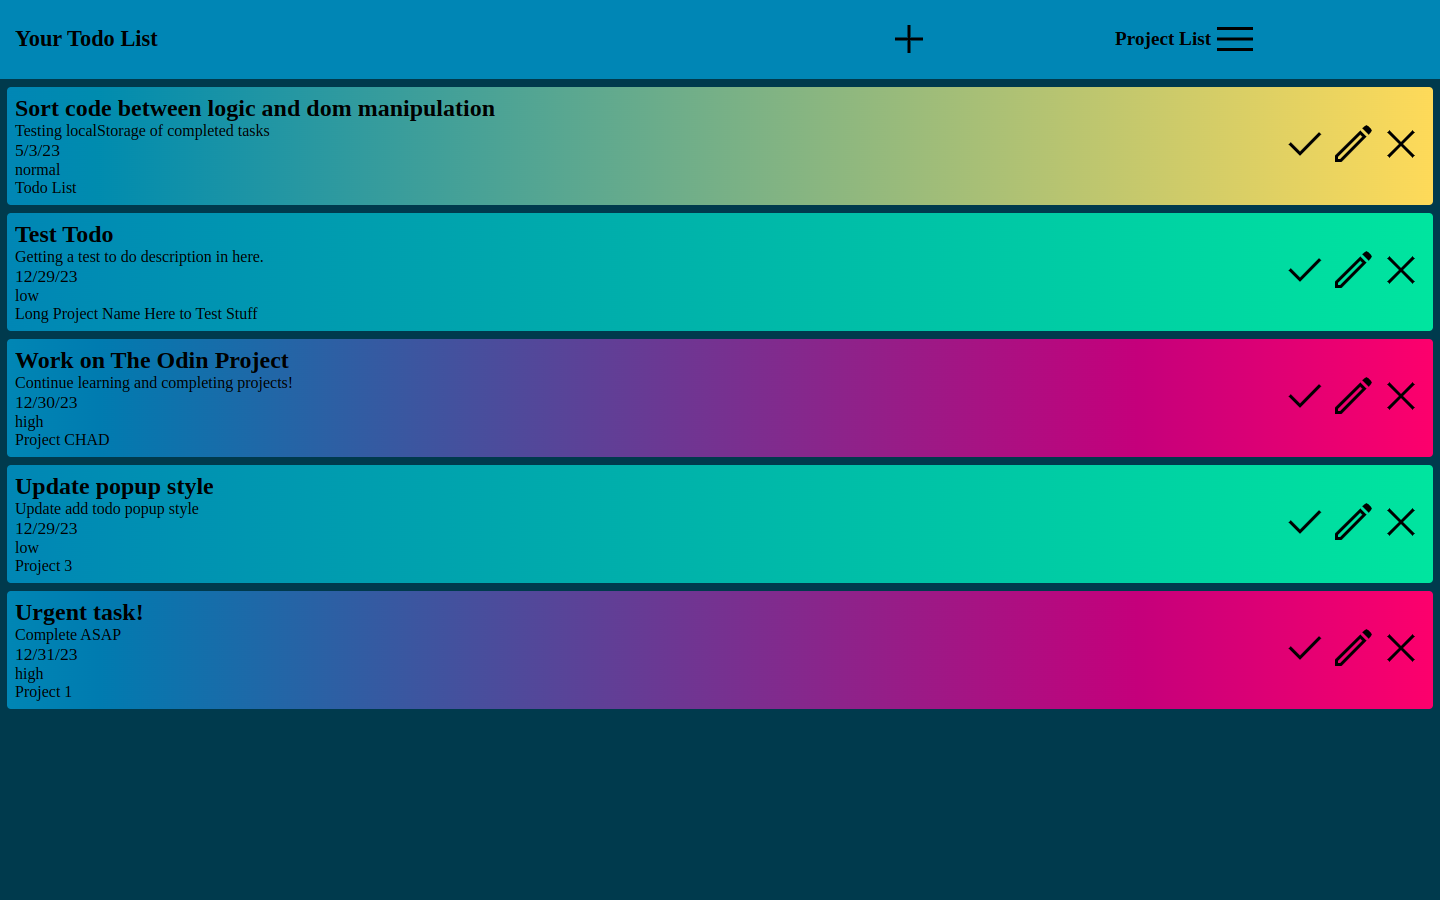 Your Todo List
Project List
Sort code between logic and dom manipulation
Testing localStorage of completed tasks
5/3/23
normal
Todo List
Test Todo
Getting a test to do description in here.
12/29/23
low
Long Project Name Here to Test Stuff
Work on The Odin Project
Continue learning and completing projects!
12/30/23
high
Project CHAD
Update popup style
Update add todo popup style
12/29/23
low
Project 3
Urgent task!
Complete ASAP
12/31/23
high
Project 1